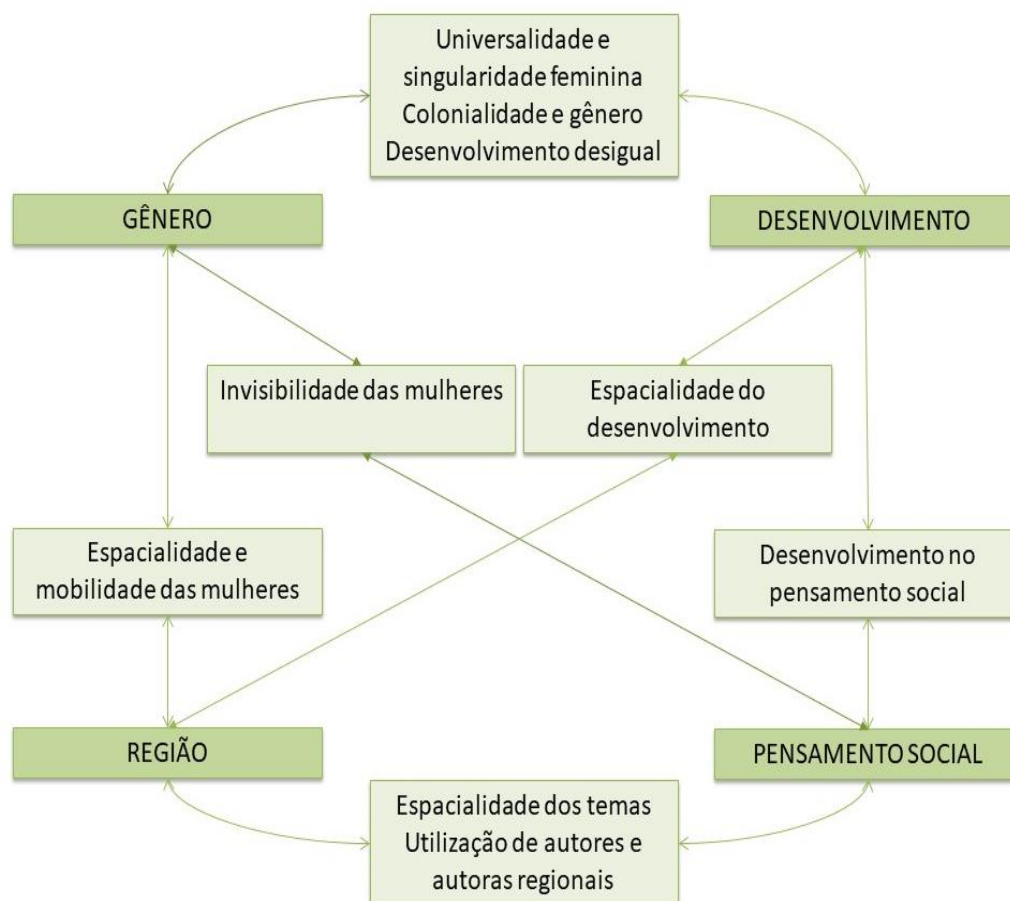 Universalidade e
singularidade feminina
Colonialidade e gênero
Desenvolvimento desigual
GÊNERO
DESENVOLVIMENTO
Invisibilidade das mulheres
Espacialidade do
desenvolvimento
Espacialidade e
mobilidade das mulheres
Desenvolvimento no
pensamento social
REGIÃO
PENSAMENTO SOCIAL
Espacialidade dos temas
Utilização de autores e
autoras regionais